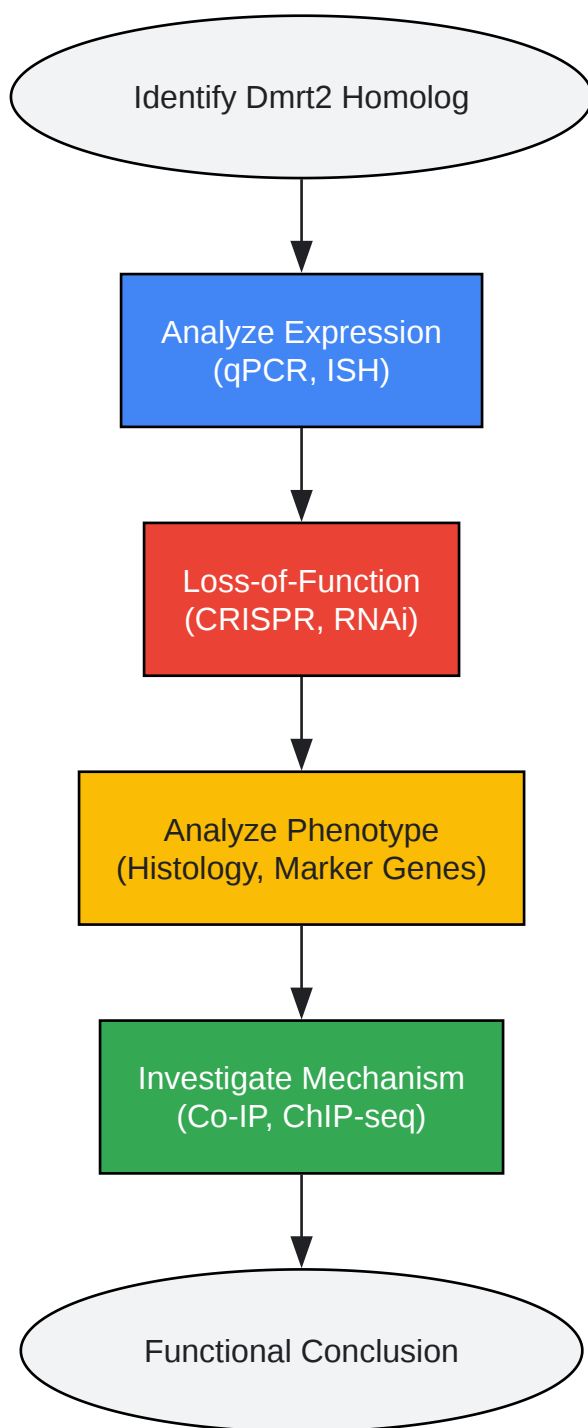 Identify Dmrt2 Homolog
Analyze Expression
(qPCR, ISH)
Loss-of-Function
(CRISPR, RNAi)
Analyze Phenotype
(Histology, Marker Genes)
Investigate Mechanism
(Co-IP, ChIP-seq)
Functional Conclusion